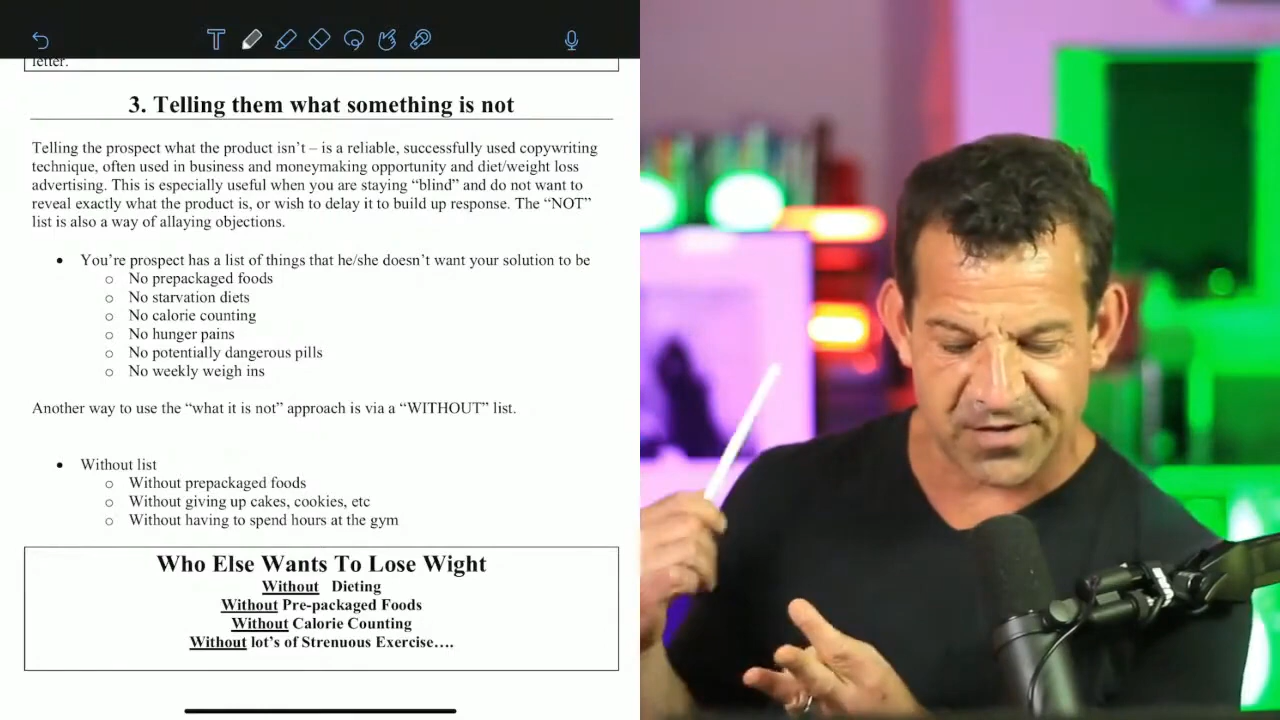 letter.
3. Telling them what something is not
Telling the prospect what the product isn't – is a reliable, successfully used copywriting
technique, often used in business and moneymaking opportunity and diet/weight loss
advertising. This is especially useful when you are staying “blind” and do not want to
reveal exactly what the product is, or wish to delay it to build up response. The “NOT”
list is also a way of allaying objections.
• You're prospect has a list of things that he/she doesn't want your solution to be
o No prepackaged foods
o No starvation diets
o No calorie counting
o No hunger pains
o No potentially dangerous pills
o No weekly weigh ins
Another way to use the “what it is not” approach is via a “WITHOUT” list.
• Without list
o Without prepackaged foods
o Without giving up cakes, cookies, etc
o Without having to spend hours at the gym
Who Else Wants To Lose Wight
Without Dieting
Without Pre-packaged Foods
Without Calorie Counting
Without lot's of Strenuous Exercise….